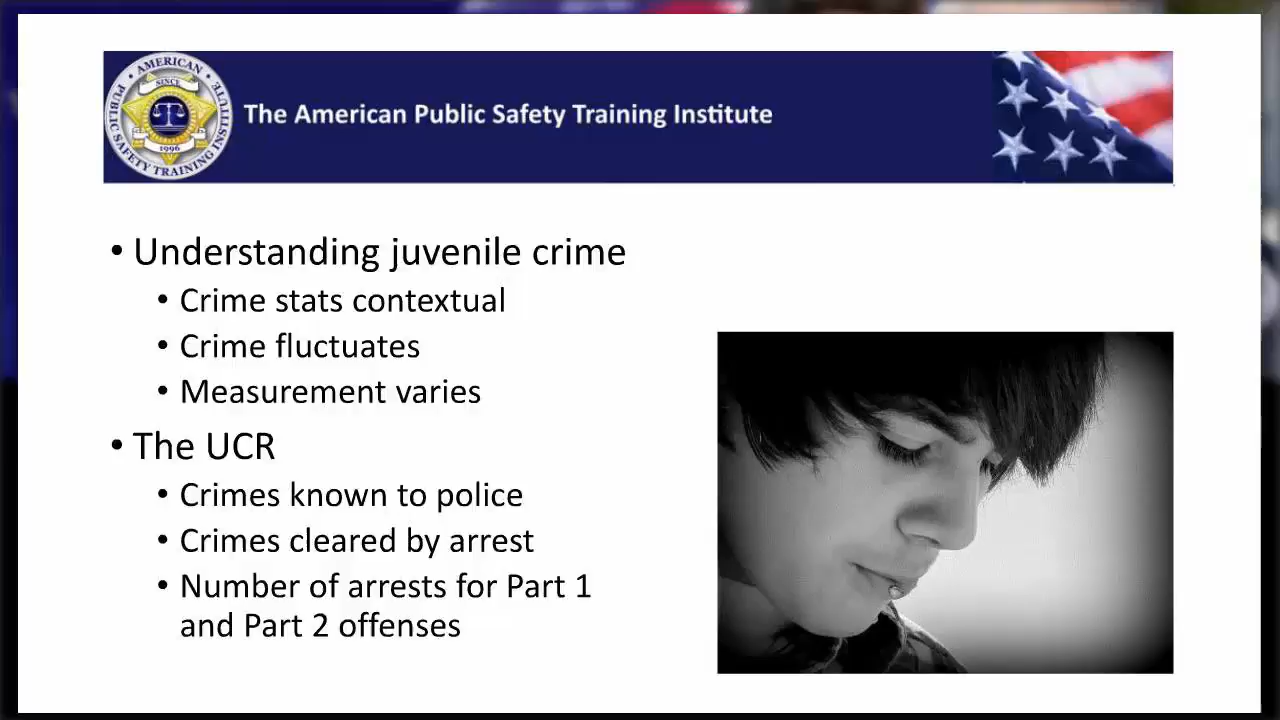 AMERICAN
SINCE
1996
PUBLIC SAFETY TRAINING INSTITUTE
The American Public Safety Training Institute
• Understanding juvenile crime
• Crime stats contextual
• Crime fluctuates
• Measurement varies
• The UCR
• Crimes known to police
• Crimes cleared by arrest
• Number of arrests for Part 1
and Part 2 offenses